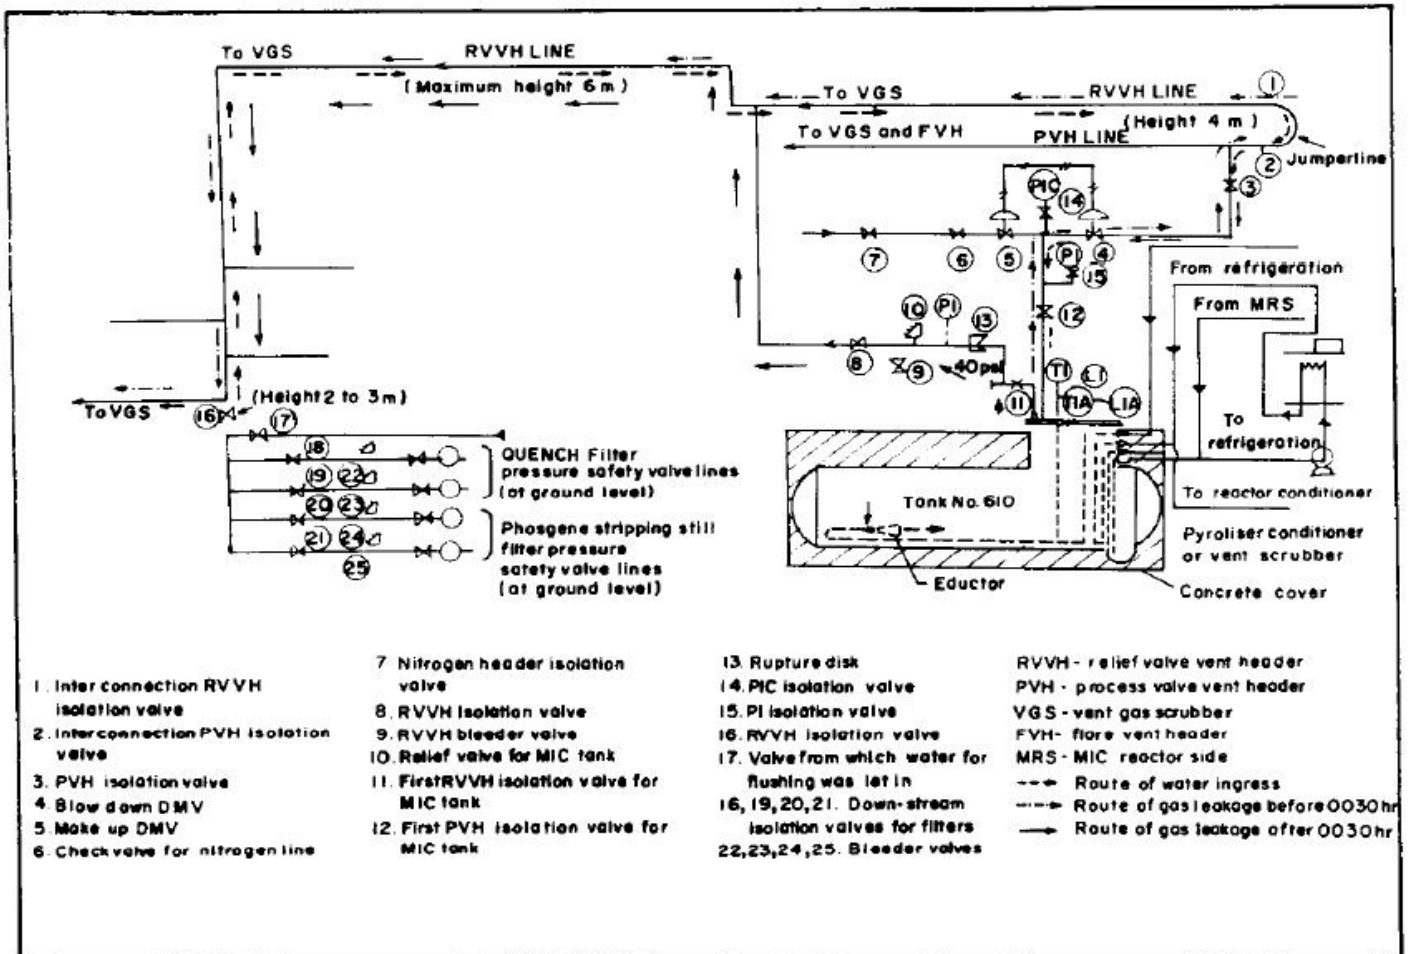 To VGS
RVVH LINE
(Maximum height 6m)
To VGS
RVVH LINE
1
(Height 4 m)
To VGS and FVH
PVH LINE
2
Jumperline
3
PIC
14
7
6
5
PI
4
15
From refrigeration
From MRS
12
10
PI
13
8
9
40psi
TI
LI
TIA
LIA
11
To
refrigeration
To VGS
16
(Height 2 to 3m)
17
18
19
22
20
23
21
24
25
QUENCH Filter
pressure safety valve lines
(at ground level)
Phosgene stripping still
filter pressure
safety valve lines
(at ground level)
Tank No. 610
Eductor
To reactor conditioner
Pyroliser conditioner
or vent scrubber
Concrete cover
1. Inter connection RVVH
isolation valve
2. Interconnection PVH isolation
valve
3. PVH isolation valve
4. Blow down DMV
5. Make up DMV
6. Check valve for nitrogen line
7 Nitrogen header isolation
valve
8. RVVH isolation valve
9. RVVH bleeder valve
10. Relief valve for MIC tank
11. First RVVH isolation valve for
MIC tank
12. First PVH isolation valve for
MIC tank
13. Rupture disk
14. PIC isolation valve
15. PI isolation valve
16. RVVH isolation valve
17. Valve from which water for
flushing was let in
16, 19, 20, 21. Down-stream
isolation valves for filters
22,23,24,25. Bleeder valves
RVVH - relief valve vent header
PVH - process valve vent header
VGS - vent gas scrubber
FVH - flare vent header
MRS - MIC reactor side
Route of water ingress
Route of gas leakage before 0030hr
Route of gas leakage after 0030hr